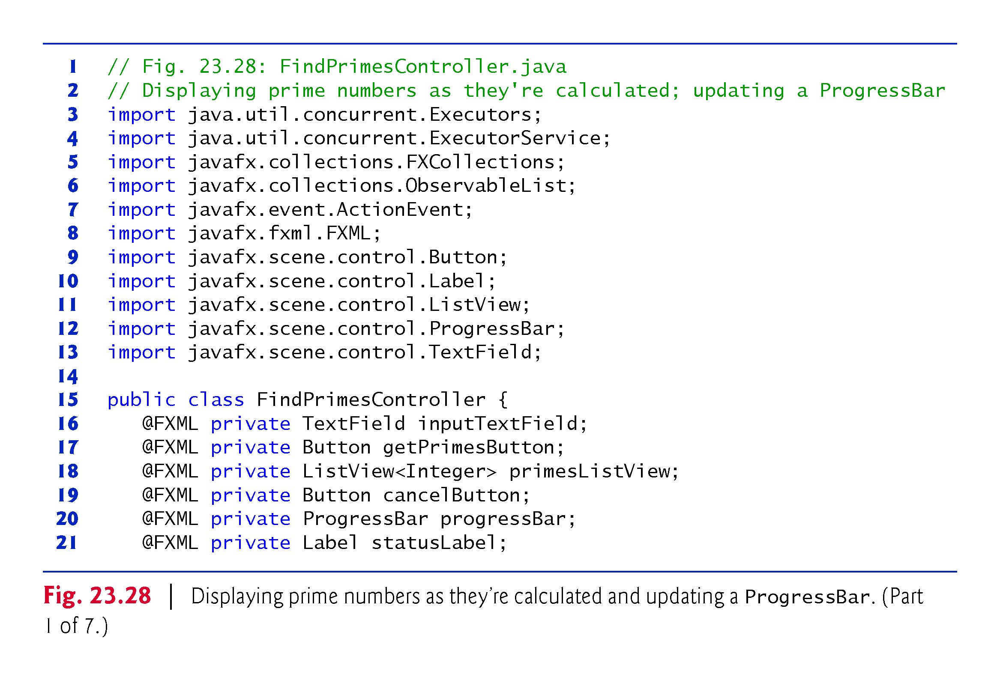 1 // Fig. 23.28: FindPrimesController.java
2 // Displaying prime numbers as they're calculated; updating a ProgressBar
3 import java.util.concurrent.Executors;
4 import java.util.concurrent.ExecutorService;
5 import javafx.collections.FXCollections;
6 import javafx.collections.ObservableList;
7 import javafx.event.ActionEvent;
8 import javafx.fxml.FXML;
9 import javafx.scene.control.Button;
10 import javafx.scene.control.Label;
11 import javafx.scene.control.ListView;
12 import javafx.scene.control.ProgressBar;
13 import javafx.scene.control.TextField;
14
15 public class FindPrimesController {
16    @FXML private TextField inputTextField;
17    @FXML private Button getPrimesButton;
18    @FXML private ListView<Integer> primesListView;
19    @FXML private Button cancelButton;
20    @FXML private ProgressBar progressBar;
21    @FXML private Label statusLabel;
Fig. 23.28 | Displaying prime numbers as they’re calculated and updating a ProgressBar. (Part
1 of 7.)